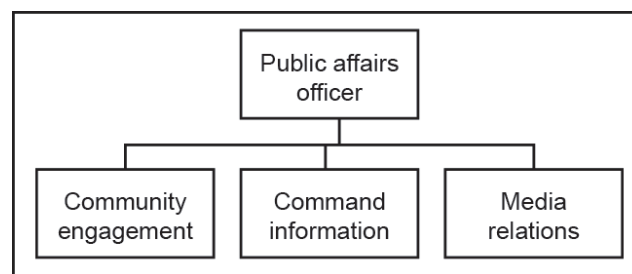 Public affairs
officer
Community
engagement
Command
information
Media
relations